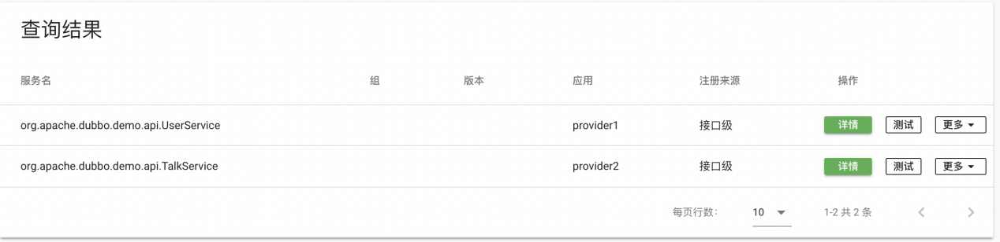 查询结果
服务名 组 版本 应用 注册来源 操作
org.apache.dubbo.demo.api.UserService provider1 接口级 详情 测试 更多
org.apache.dubbo.demo.api.TalkService provider2 接口级 详情 测试 更多
每页行数： 10 1-2 共 2 条